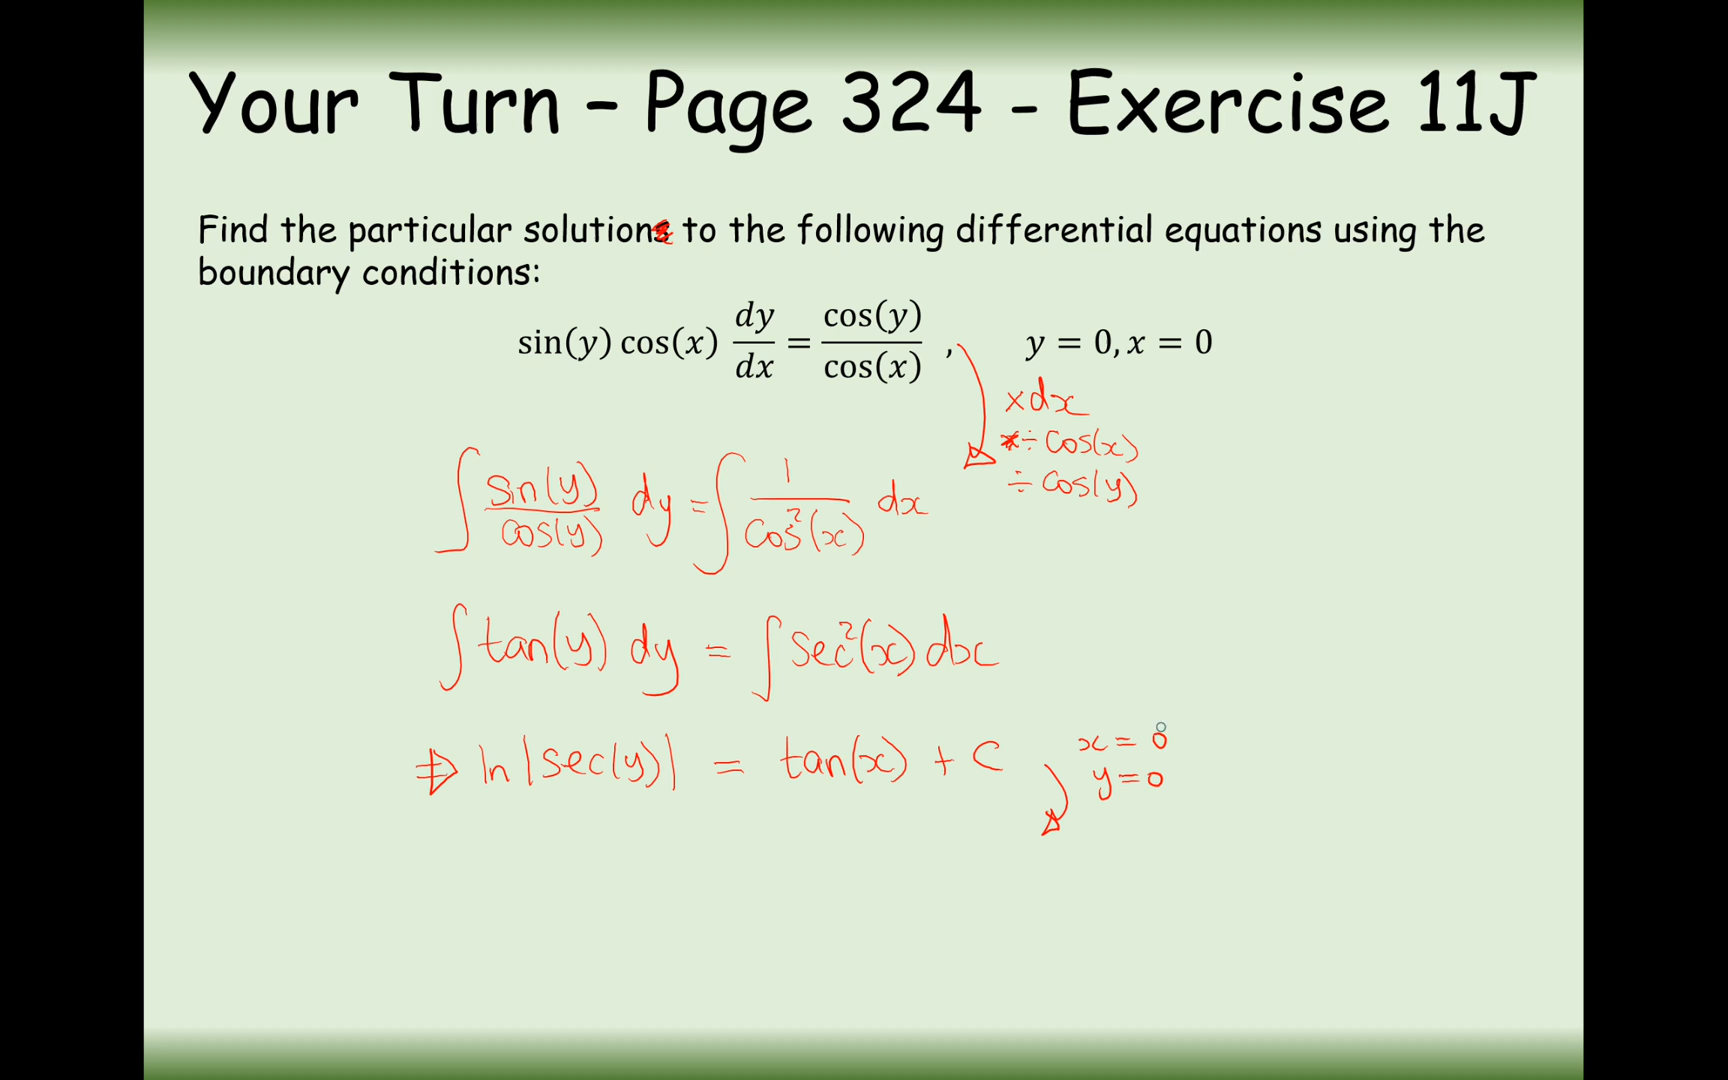 Your Turn – Page 324 - Exercise 11J
Find the particular solution to the following differential equations using the
boundary conditions:
sin(y) cos(x) dy/dx = cos(y)/cos(x) , y = 0, x = 0
× dx
÷ cos(x)
÷ cos(y)
∫ sin(y)/cos(y) dy = ∫ 1/cos²(x) dx
∫ tan(y) dy = ∫ sec²(x) dx
⇒ ln|sec(y)| = tan(x) + C
x = 0
y = 0